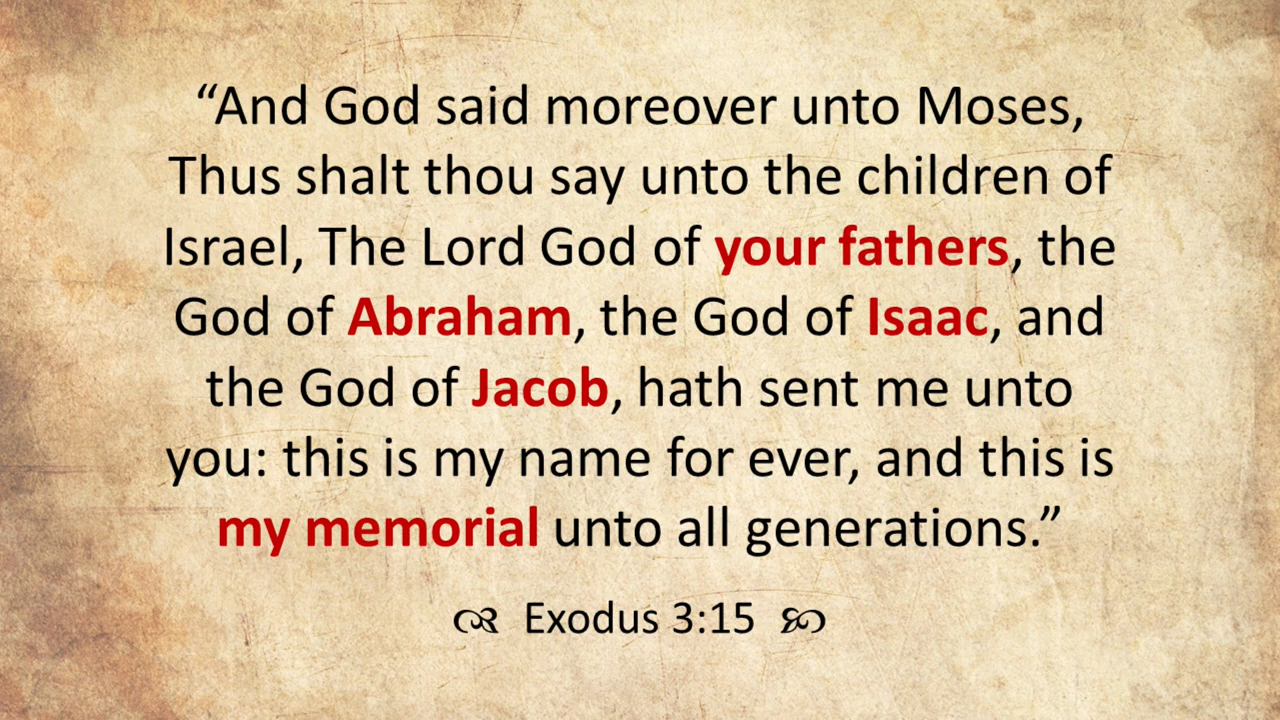 “And God said moreover unto Moses,
Thus shalt thou say unto the children of
Israel, The Lord God of your fathers, the
God of Abraham, the God of Isaac, and
the God of Jacob, hath sent me unto
you: this is my name for ever, and this is
my memorial unto all generations.”
Exodus 3:15